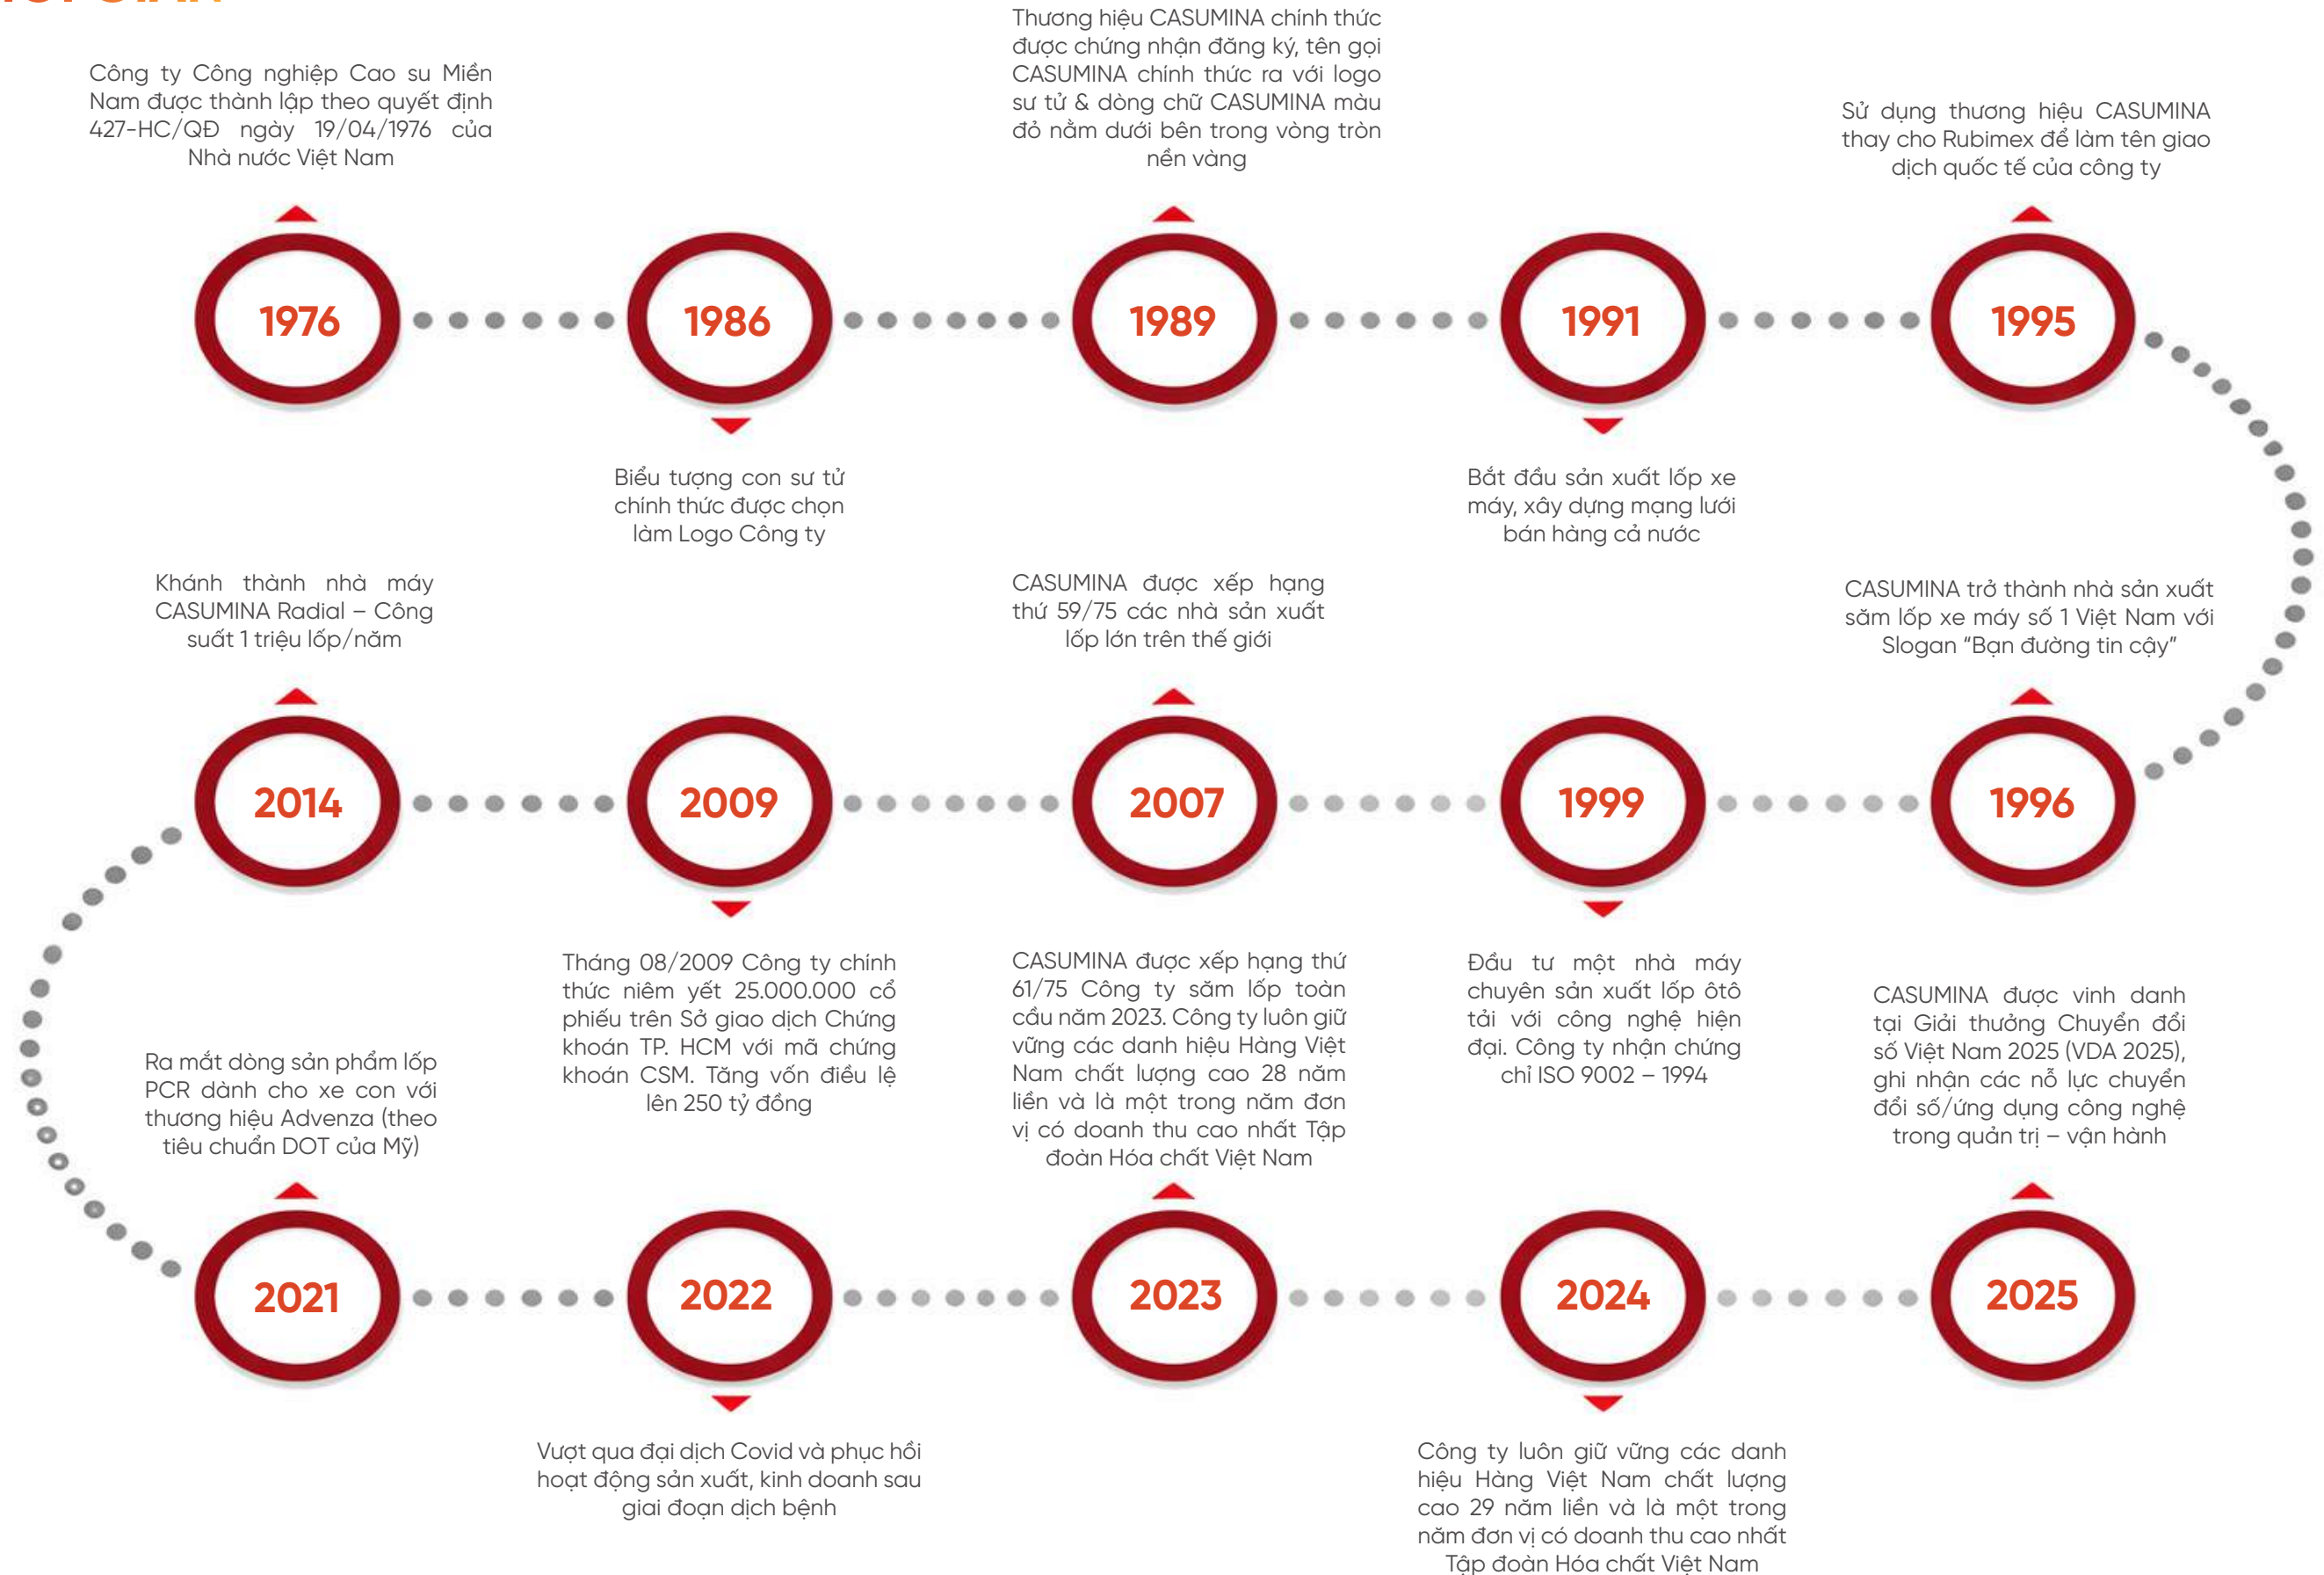 Công ty Công nghiệp Cao su Miền
Nam được thành lập theo quyết định
427-HC/QĐ ngày 19/04/1976 của
Nhà nước Việt Nam
Thương hiệu CASUMINA chính thức
được chứng nhận đăng ký, tên gọi
CASUMINA chính thức ra với logo
sư tử & dòng chữ CASUMINA màu
đỏ nằm dưới bên trong vòng tròn
nền vàng
Sử dụng thương hiệu CASUMINA
thay cho Rubimex để làm tên giao
dịch quốc tế của công ty
1976
1986
1989
1991
1995
Biểu tượng con sư tử
chính thức được chọn
làm Logo Công ty
Bắt đầu sản xuất lốp xe
máy, xây dựng mạng lưới
bán hàng cả nước
Khánh thành nhà máy
CASUMINA Radial – Công
suất 1 triệu lốp/năm
CASUMINA được xếp hạng
thứ 59/75 các nhà sản xuất
lốp lớn trên thế giới
CASUMINA trở thành nhà sản xuất
săm lốp xe máy số 1 Việt Nam với
Slogan “Bạn đường tin cậy”
2014
2009
2007
1999
1996
Tháng 08/2009 Công ty chính
thức niêm yết 25.000.000 cổ
phiếu trên Sở giao dịch Chứng
khoán TP. HCM với mã chứng
khoán CSM. Tăng vốn điều lệ
lên 250 tỷ đồng
Đầu tư một nhà máy
chuyên sản xuất lốp ôtô
tải với công nghệ hiện
đại. Công ty nhận chứng
chỉ ISO 9002 – 1994
Ra mắt dòng sản phẩm lốp
PCR dành cho xe con với
thương hiệu Advenza (theo
tiêu chuẩn DOT của Mỹ)
CASUMINA được xếp hạng thứ
61/75 Công ty săm lốp toàn
cầu năm 2023. Công ty luôn giữ
vững các danh hiệu Hàng Việt
Nam chất lượng cao 28 năm
liền và là một trong năm đơn
vị có doanh thu cao nhất Tập
đoàn Hóa chất Việt Nam
CASUMINA được vinh danh
tại Giải thưởng Chuyển đổi
số Việt Nam 2025 (VDA 2025),
ghi nhận các nỗ lực chuyển
đổi số/ứng dụng công nghệ
trong quản trị – vận hành
2021
2022
2023
2024
2025
Vượt qua đại dịch Covid và phục hồi
hoạt động sản xuất, kinh doanh sau
giai đoạn dịch bệnh
Công ty luôn giữ vững các danh
hiệu Hàng Việt Nam chất lượng
cao 29 năm liền và là một trong
năm đơn vị có doanh thu cao nhất
Tập đoàn Hóa chất Việt Nam